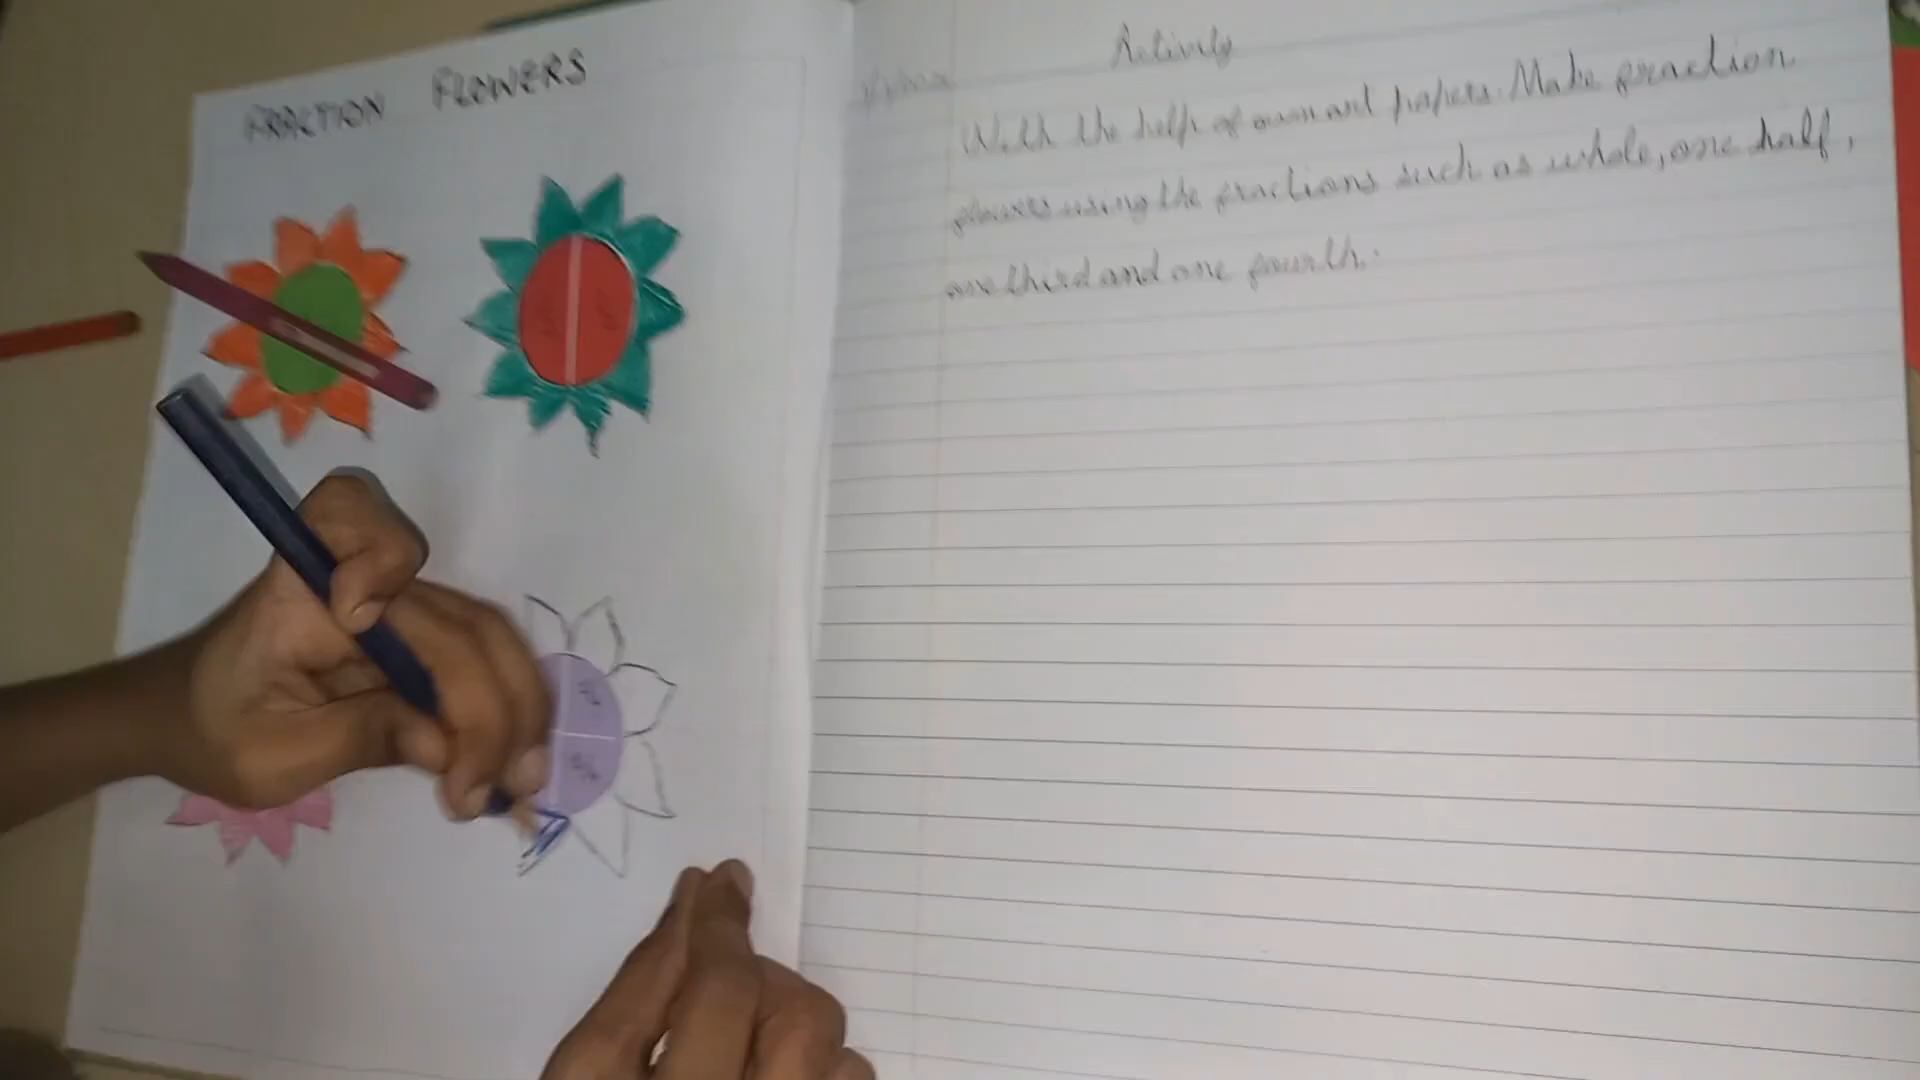 FRACTION FLOWERS
Activity
With the help of papers. Make fraction
flowers using the fractions such as whole, one half,
one third and one fourth.